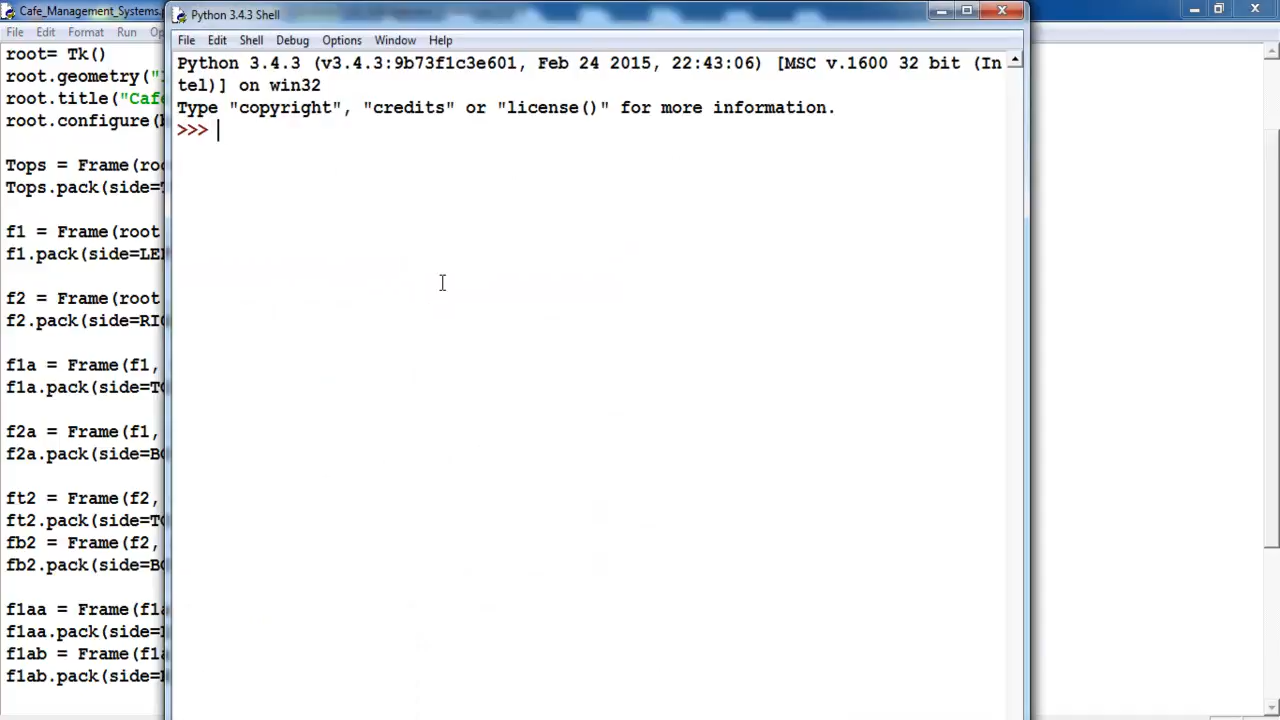 Cafe_Management_Systems.
File Edit Format Run
root= Tk()
root.geometry(
root.title("Cafe
root.configure(
Tops = Frame(
Tops.pack(side=
f1 = Frame(root
f1.pack(side=LE
f2 = Frame(root
f2.pack(side=RI
f1a = Frame(f1,
f1a.pack(side=
f2a = Frame(f1,
f2a.pack(side=
ft2 = Frame(f2,
ft2.pack(side=
fb2 = Frame(f2,
fb2.pack(side=
f1aa = Frame(f1
f1aa.pack(side=
f1ab = Frame(f1
f1ab.pack(side=
Python 3.4.3 Shell
File Edit Shell Debug Options Window Help
Python 3.4.3 (v3.4.3:9b73f1c3e601, Feb 24 2015, 22:43:06) [MSC v.1600 32 bit (In
tel)] on win32
Type "copyright", "credits" or "license()" for more information.
>>>